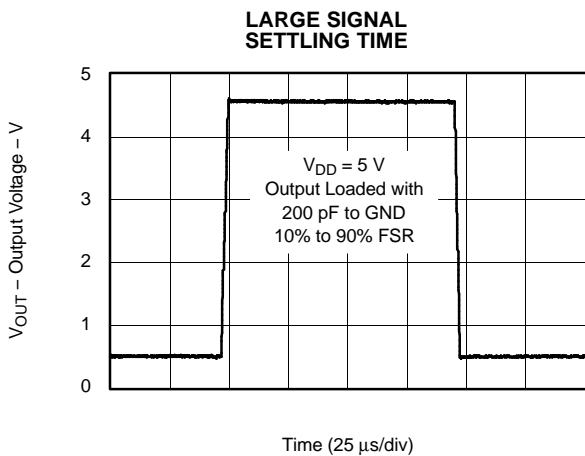 LARGE SIGNAL
SETTLING TIME
VOUT – Output Voltage – V
5
4
3
2
1
0
VDD = 5 V
Output Loaded with
200 pF to GND
10% to 90% FSR
Time (25 μs/div)